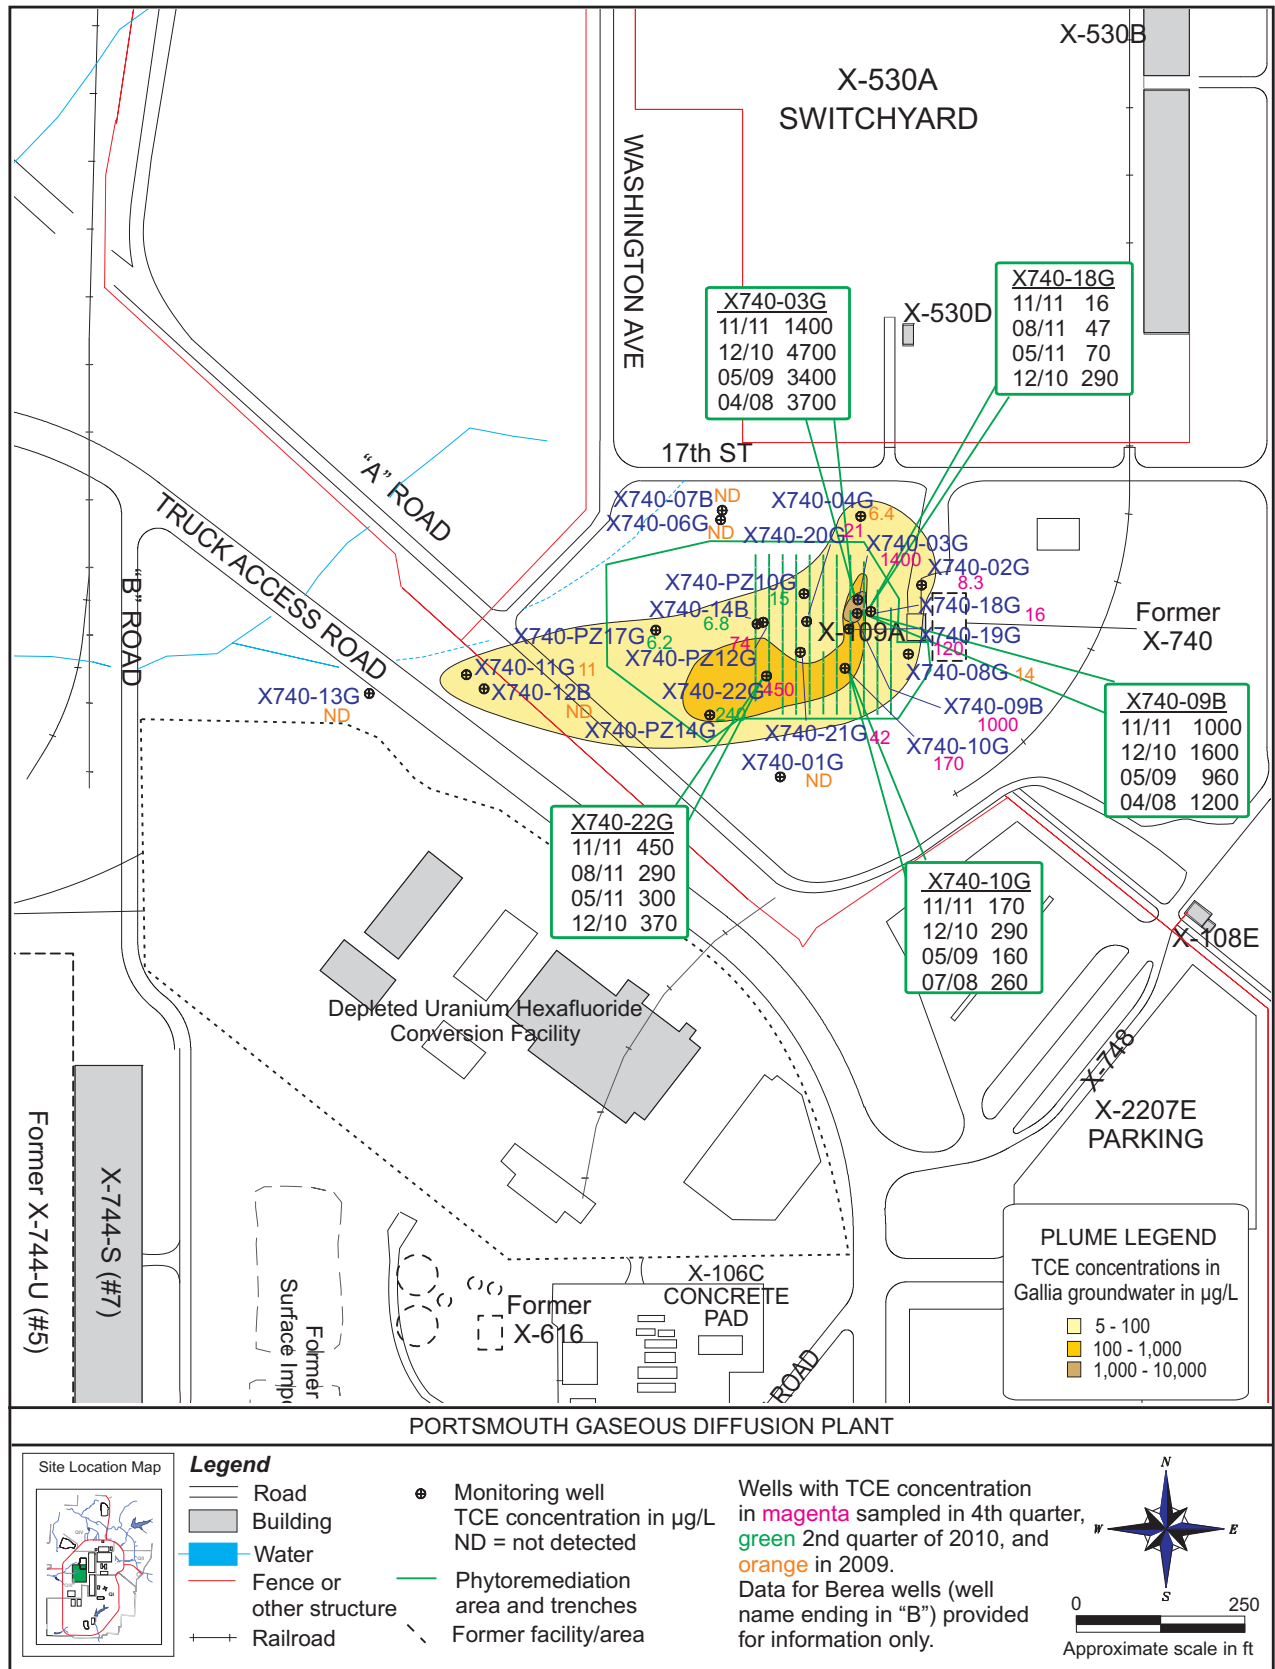 X-530B
X-530A
SWITCHYARD
WASHINGTON AVE
X740-18G
11/11 16
08/11 47
05/11 70
12/10 290
X740-03G
11/11 1400
12/10 4700
05/09 3400
04/08 3700
X-530D
17th ST
"A" ROAD
TRUCK ACCESS ROAD
"B" ROAD
X740-07B ND
X740-06G
ND
X740-04G
6.4
X740-20G 21
X740-03G
1400
X740-02G
8.3
X740-PZ10G
15
X740-14B
6.8
X740-18G 16
Former
X-740
X-109A
X740-PZ17G
6.2
74
X740-19G
120
X740-PZ12G
X740-11G 11
X740-08G 14
X740-12B
ND
X740-22G 450
X740-13G
ND
X740-09B
1000
240
X740-PZ14G
X740-21G 42
X740-10G
170
X740-01G
ND
X740-09B
11/11 1000
12/10 1600
05/09 960
04/08 1200
X740-22G
11/11 450
08/11 290
05/11 300
12/10 370
X740-10G
11/11 170
12/10 290
05/09 160
07/08 260
X-108E
Depleted Uranium Hexafluoride
Conversion Facility
X-748
X-2207E
PARKING
Former X-744-U (#5)
X-744-S (#7)
Former
Surface Impo
Former
X-616
X-106C
CONCRETE
PAD
ROAD
PLUME LEGEND
TCE concentrations in
Gallia groundwater in µg/L
5 - 100
100 - 1,000
1,000 - 10,000
PORTSMOUTH GASEOUS DIFFUSION PLANT
Site Location Map
Legend
Road
Building
Water
Fence or
other structure
Railroad
Monitoring well
TCE concentration in µg/L
ND = not detected
Phytoremediation
area and trenches
Former facility/area
Wells with TCE concentration
in magenta sampled in 4th quarter,
green 2nd quarter of 2010, and
orange in 2009.
Data for Berea wells (well
name ending in "B") provided
for information only.
N
W
E
S
0 250
Approximate scale in ft